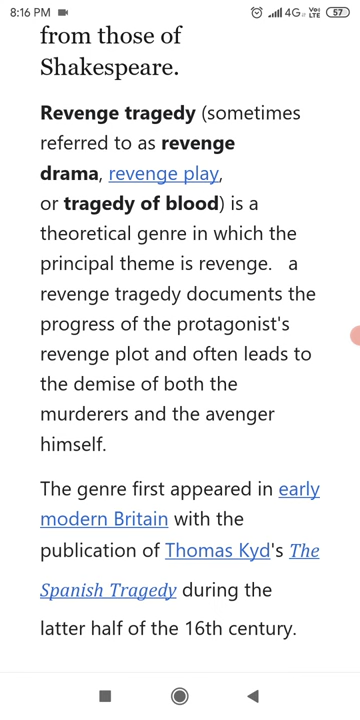 8:16 PM
4G
Vo)
LTE
57
from those of
Shakespeare.
Revenge tragedy (sometimes
referred to as revenge
drama, revenge play,
or tragedy of blood) is a
theoretical genre in which the
principal theme is revenge. a
revenge tragedy documents the
progress of the protagonist's
revenge plot and often leads to
the demise of both the
murderers and the avenger
himself.
The genre first appeared in early
modern Britain with the
publication of Thomas Kyd's The
Spanish Tragedy during the
latter half of the 16th century.